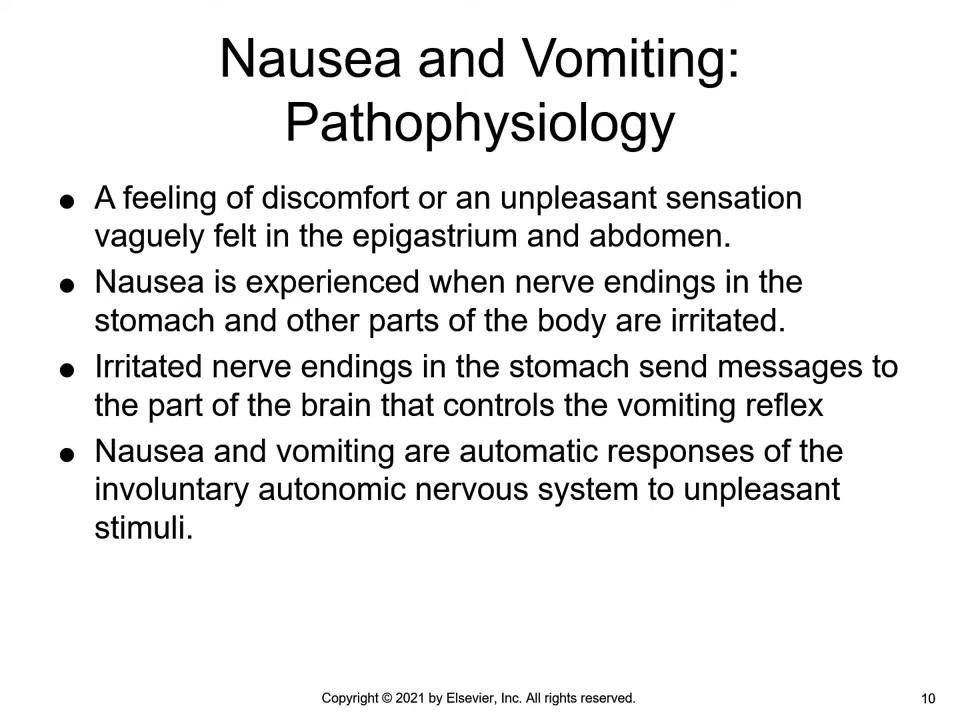 Nausea and Vomiting:
Pathophysiology
● A feeling of discomfort or an unpleasant sensation
vaguely felt in the epigastrium and abdomen.
● Nausea is experienced when nerve endings in the
stomach and other parts of the body are irritated.
● Irritated nerve endings in the stomach send messages to
the part of the brain that controls the vomiting reflex
● Nausea and vomiting are automatic responses of the
involuntary autonomic nervous system to unpleasant
stimuli.
Copyright © 2021 by Elsevier, Inc. All rights reserved.
10